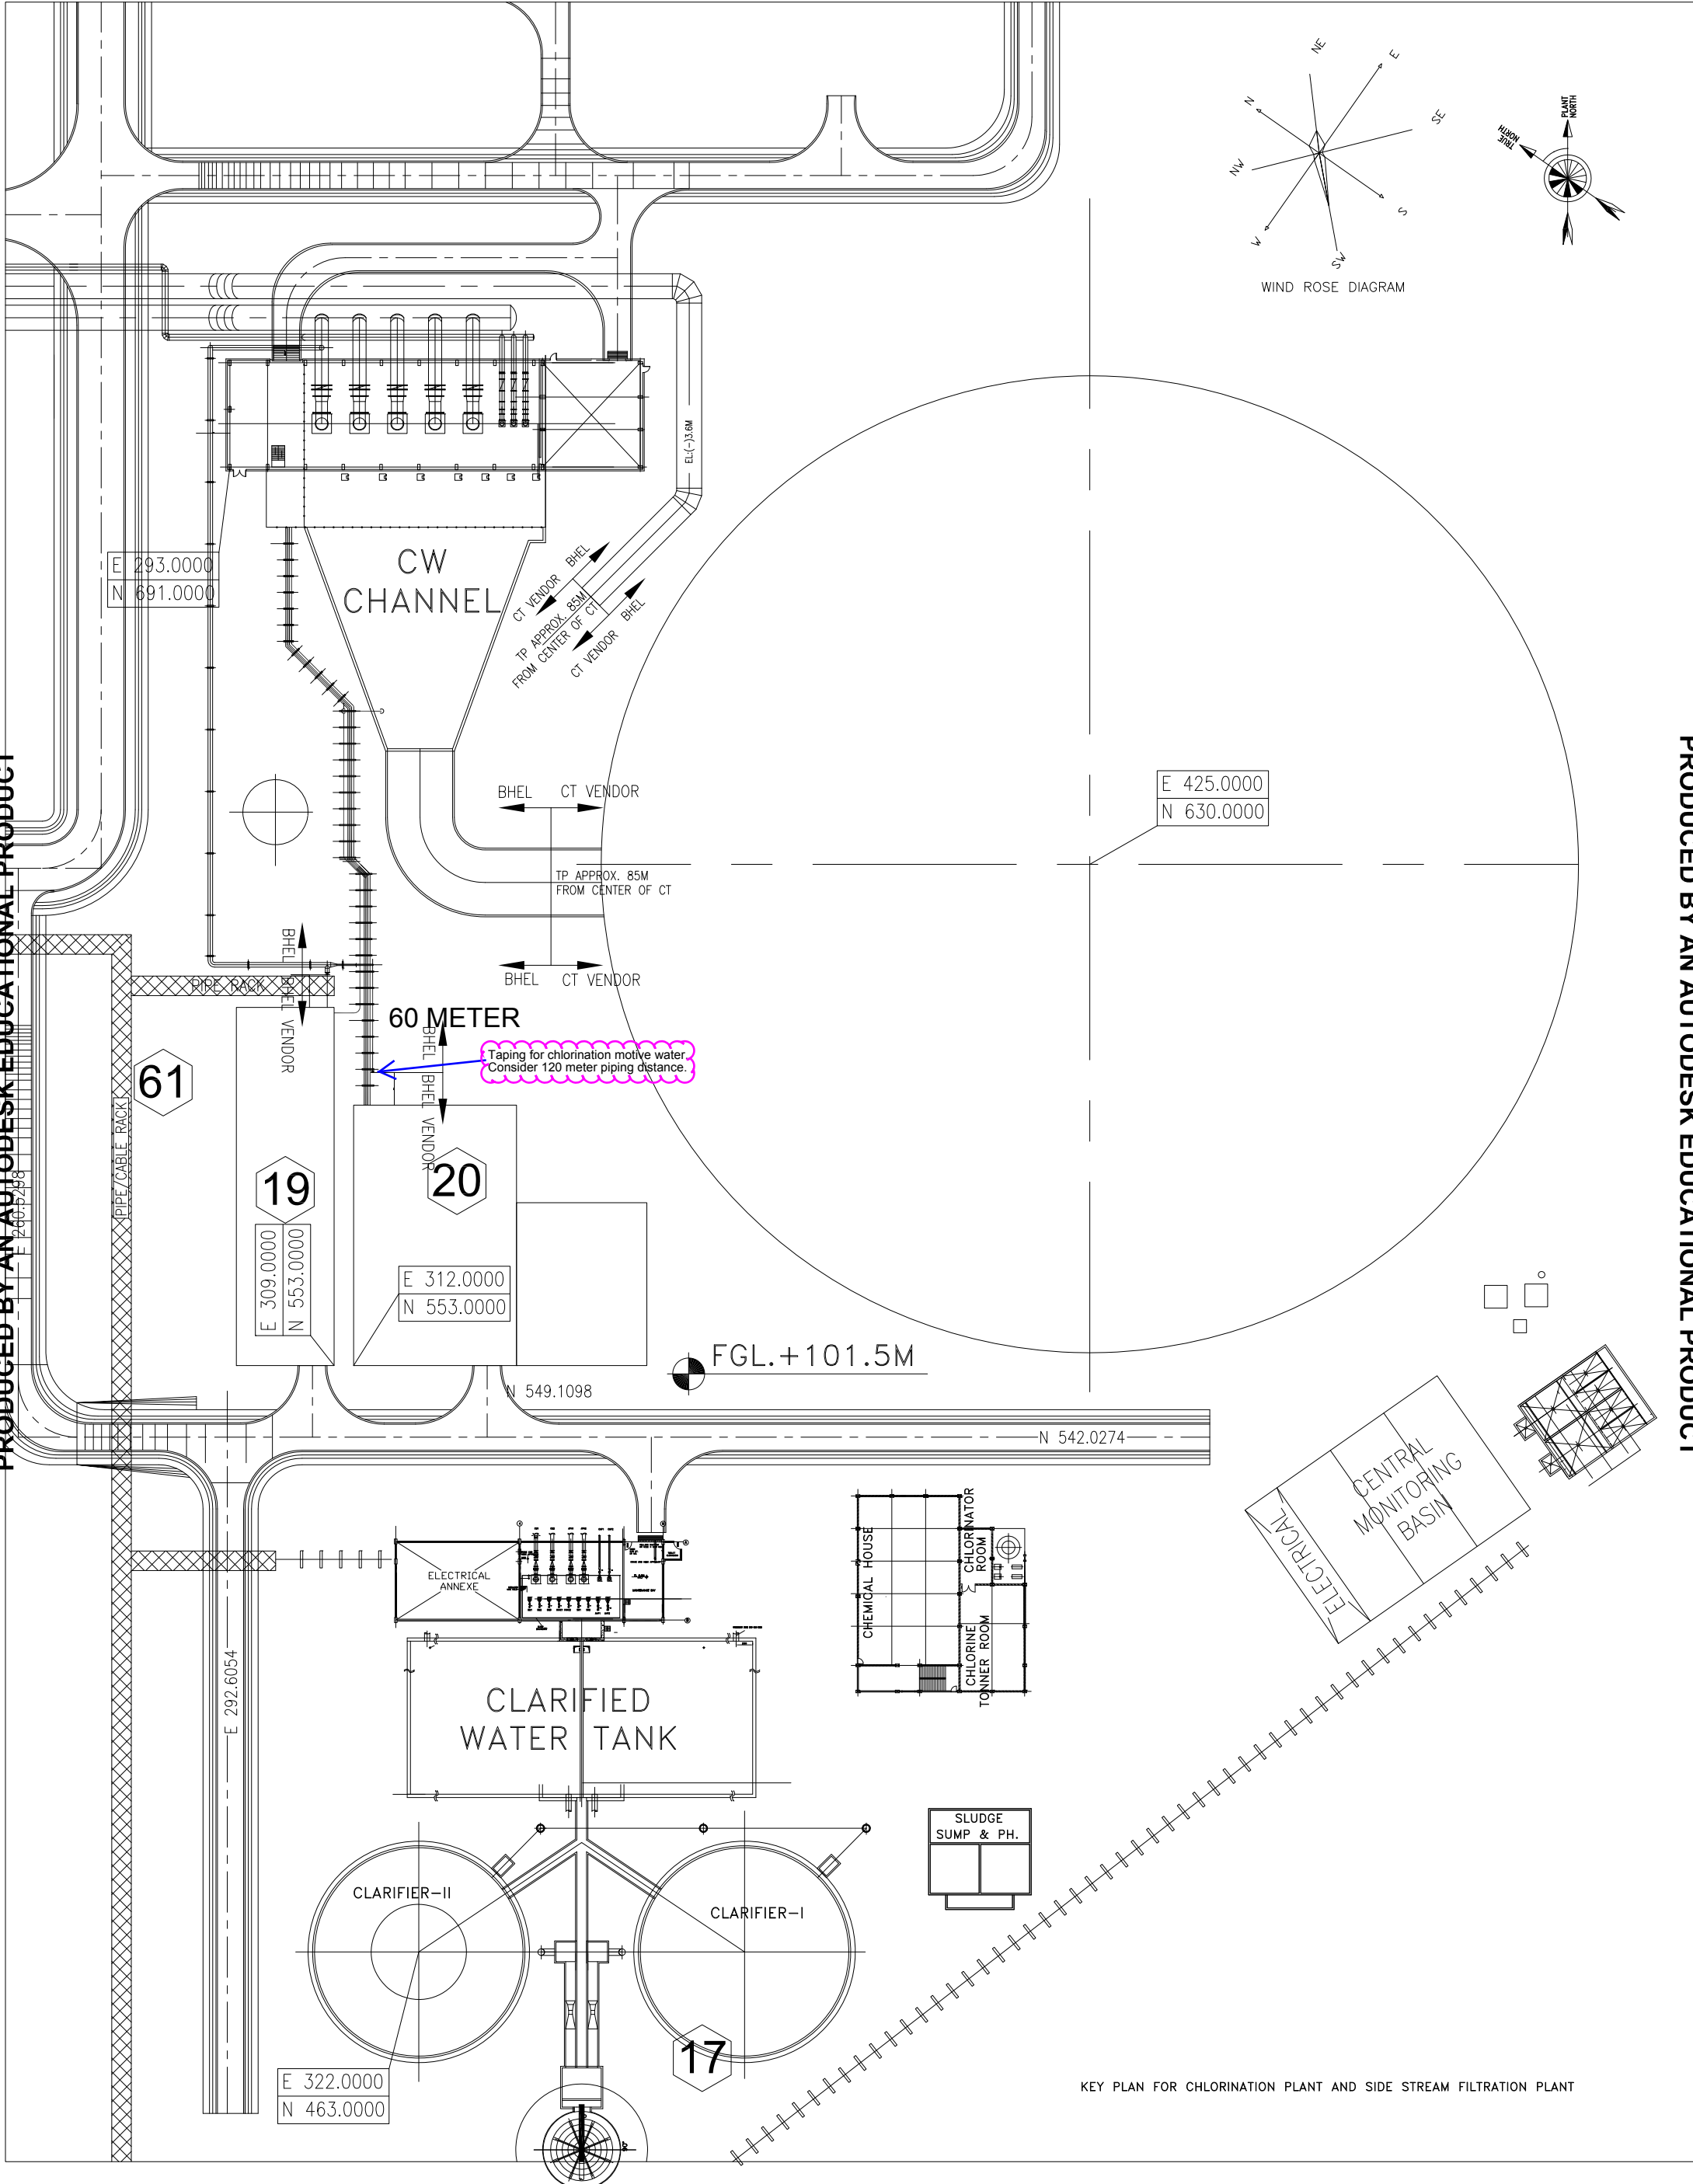 NE
E
N
SE
NW
S
W
SW
WIND ROSE DIAGRAM
TRUE
NORTH
PLANT
NORTH
EL:(-)3.6M
E 293.0000
N 691.0000
CW
CHANNEL
CT VENDOR BHEL
TP APPROX. 85M
FROM CENTER OF CT
CT VENDOR BHEL
BHEL CT VENDOR
TP APPROX. 85M
FROM CENTER OF CT
BHEL CT VENDOR
E 425.0000
N 630.0000
PRODUCED BY AN AUTODESK EDUCATIONAL PRODUCT
PRODUCED BY AN AUTODESK EDUCATIONAL PRODUCT
BHEL BHEL VENDOR
PIPE RACK
60 METER
BHEL BHEL VENDOR
Taping for chlorination motive water.
Consider 120 meter piping distance.
61
PIPE/CABLE RACK
E 260.5298
19
20
E 309.0000
N 553.0000
E 312.0000
N 553.0000
FGL.+101.5M
N 549.1098
N 542.0274
ELECTRICAL
ANNEXE
CHEMICAL HOUSE
CHLORINATOR
ROOM
CHLORINE
TONNER ROOM
ELECTRICAL
CENTRAL
MONITORING
BASIN
E 292.6054
CLARIFIED
WATER TANK
SLUDGE
SUMP & PH.
CLARIFIER-II
CLARIFIER-I
17
E 322.0000
N 463.0000
KEY PLAN FOR CHLORINATION PLANT AND SIDE STREAM FILTRATION PLANT